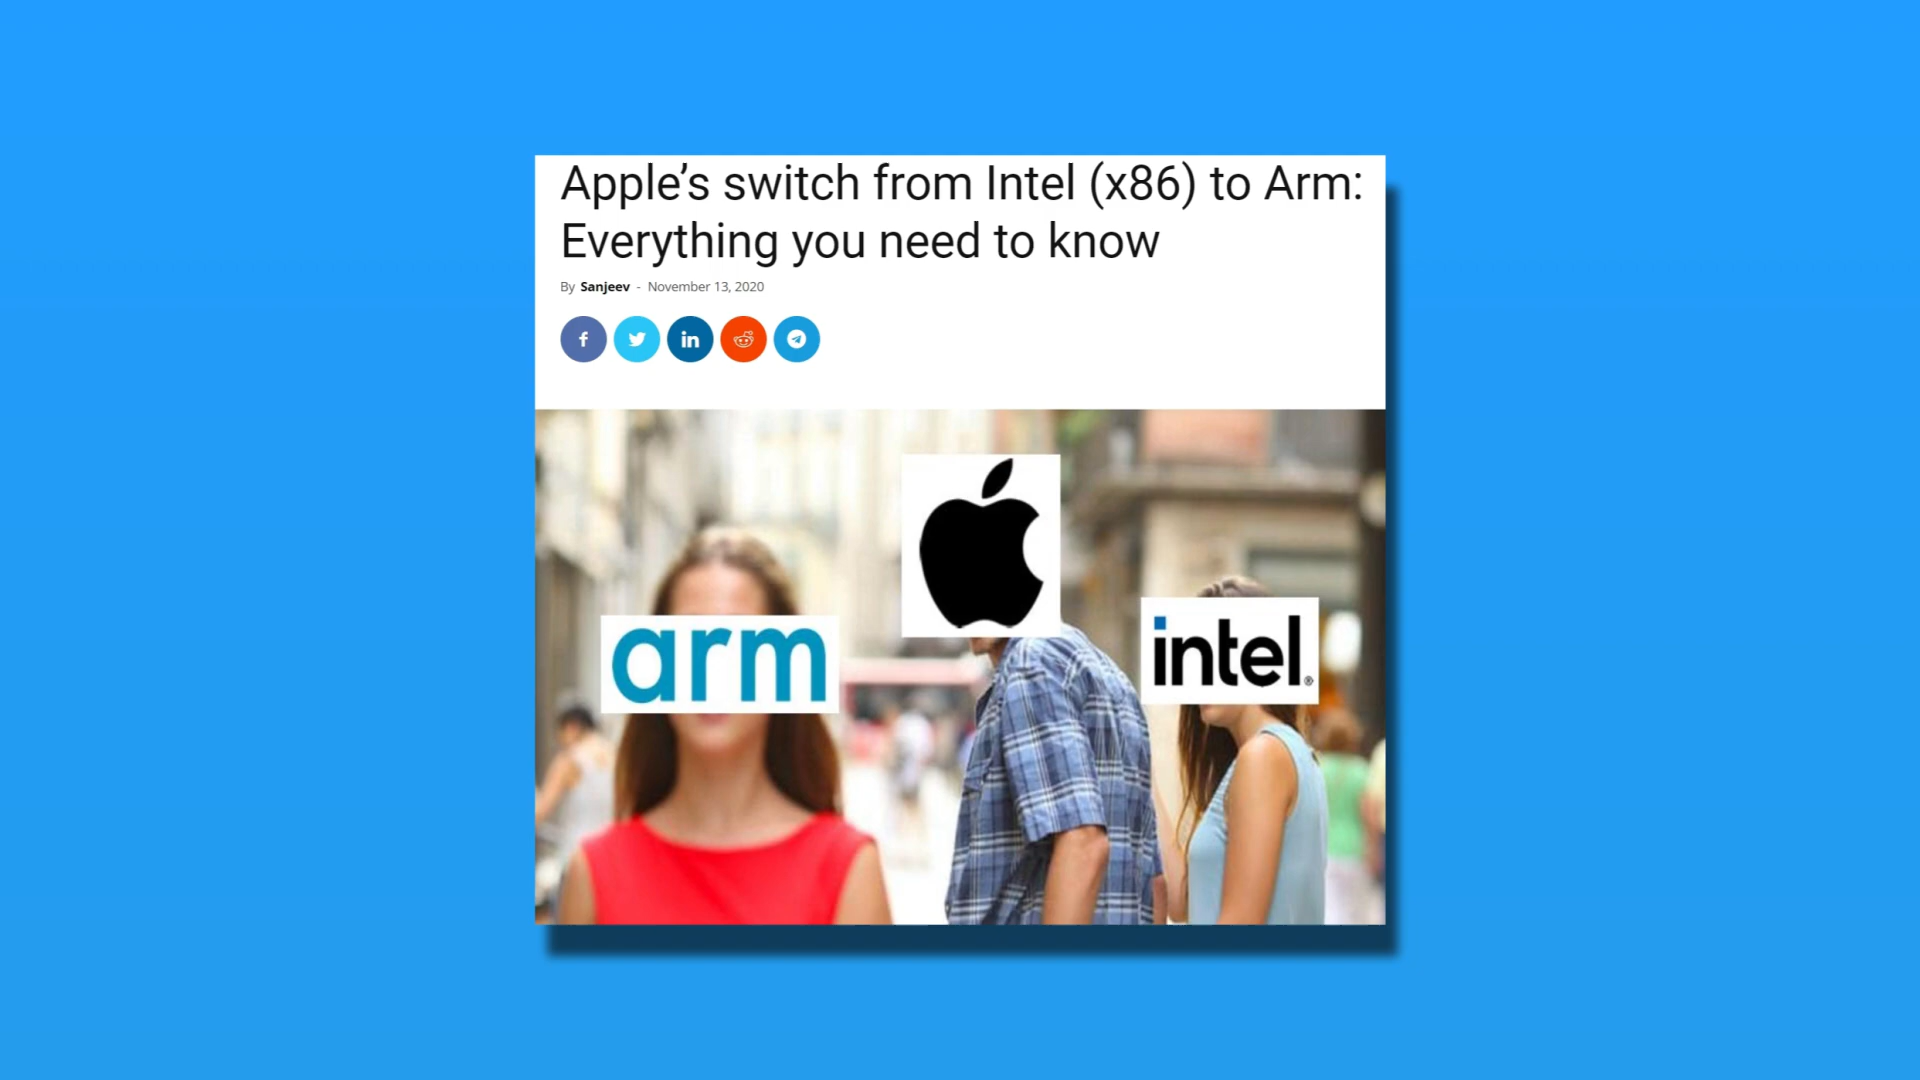 Apple’s switch from Intel (x86) to Arm:
Everything you need to know
By Sanjeev - November 13, 2020
f
in
arm
intel®